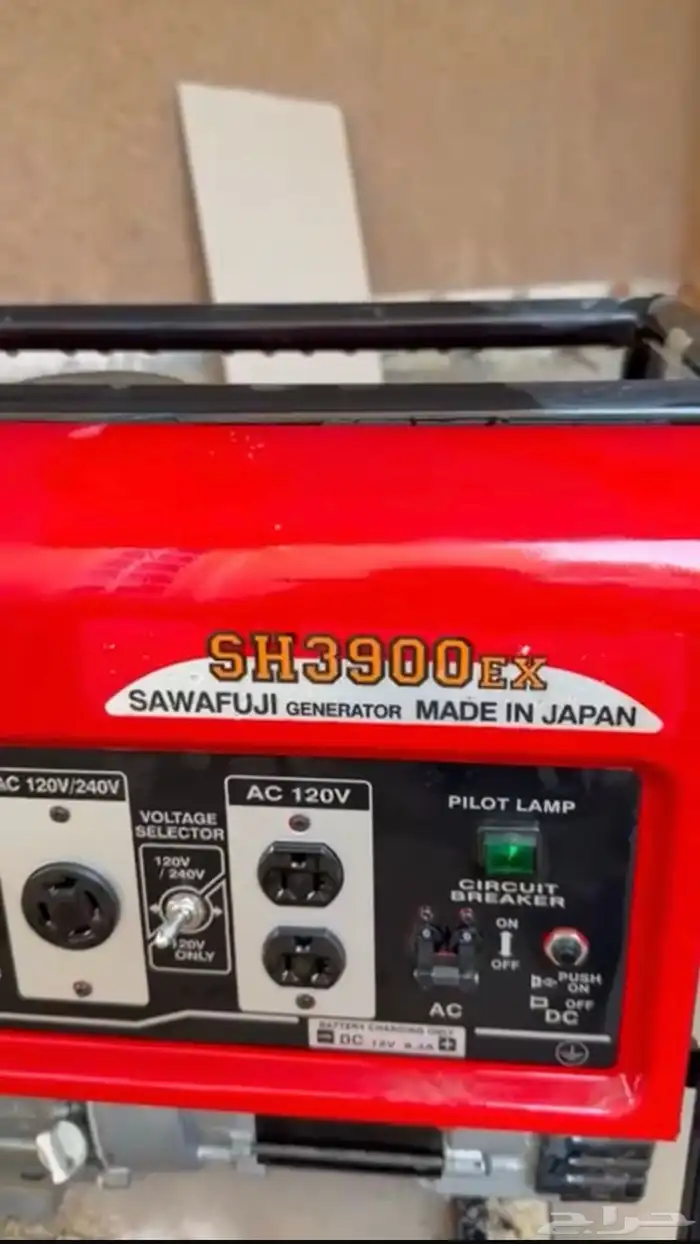 SH3900EX
SAWAFUJI GENERATOR MADE IN JAPAN
AC 120V/240V
VOLTAGE
SELECTOR
120V
/ 240V
120V
ONLY
AC 120V
PILOT LAMP
CIRCUIT
BREAKER
ON
OFF
AC
PUSH
ON
OFF
DC
BATTERY CHARGING ONLY
DC 12V
حراج